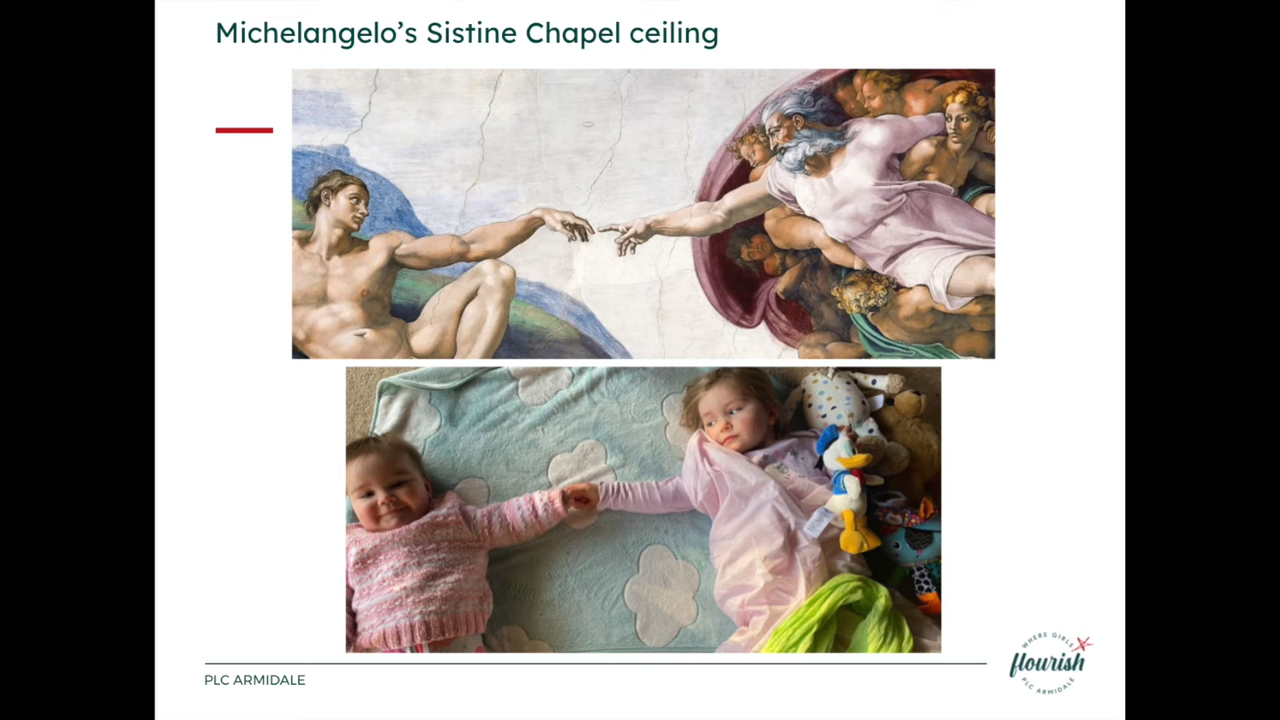 Michelangelo’s Sistine Chapel ceiling
PLC ARMIDALE
WHERE GIRLS
flourish
PLC ARMIDALE